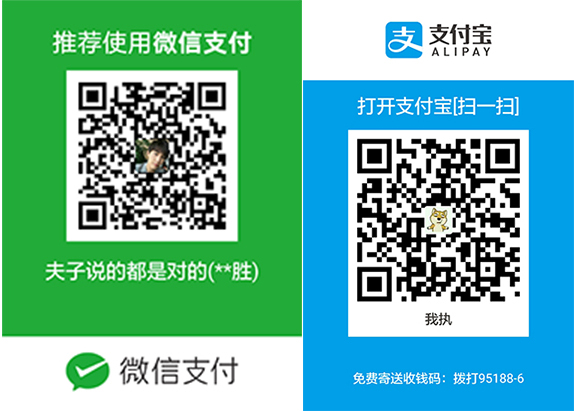 推荐使用微信支付
夫子说的都是对的(**胜)
微信支付
支付宝
ALIPAY
打开支付宝[扫一扫]
我执
免费寄送收钱码：拨打95188-6